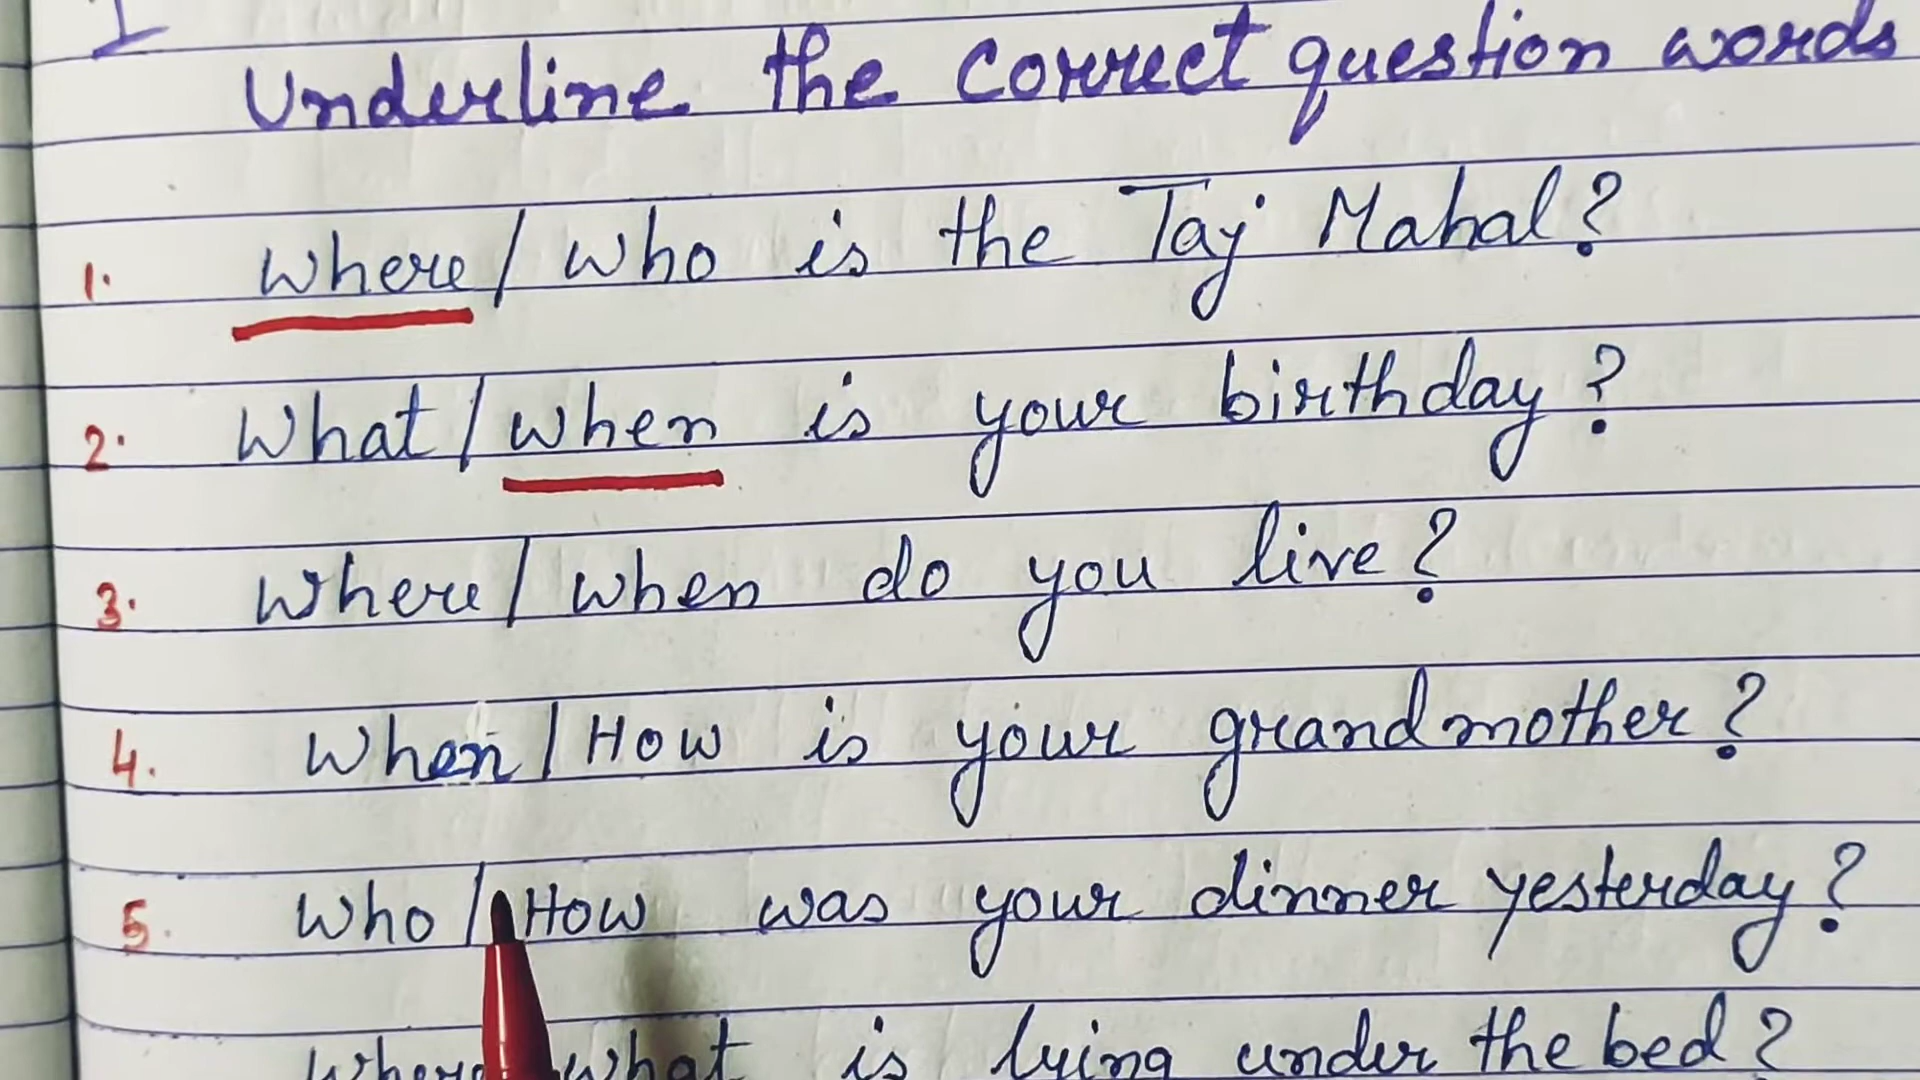 I
Underline the correct question words
1. Where / Who is the Taj Mahal?
2. What / When is your birthday?
3. Where / When do you live?
4. When / How is your grandmother?
5. Who / How was your dinner yesterday?
Where what is lying under the bed?